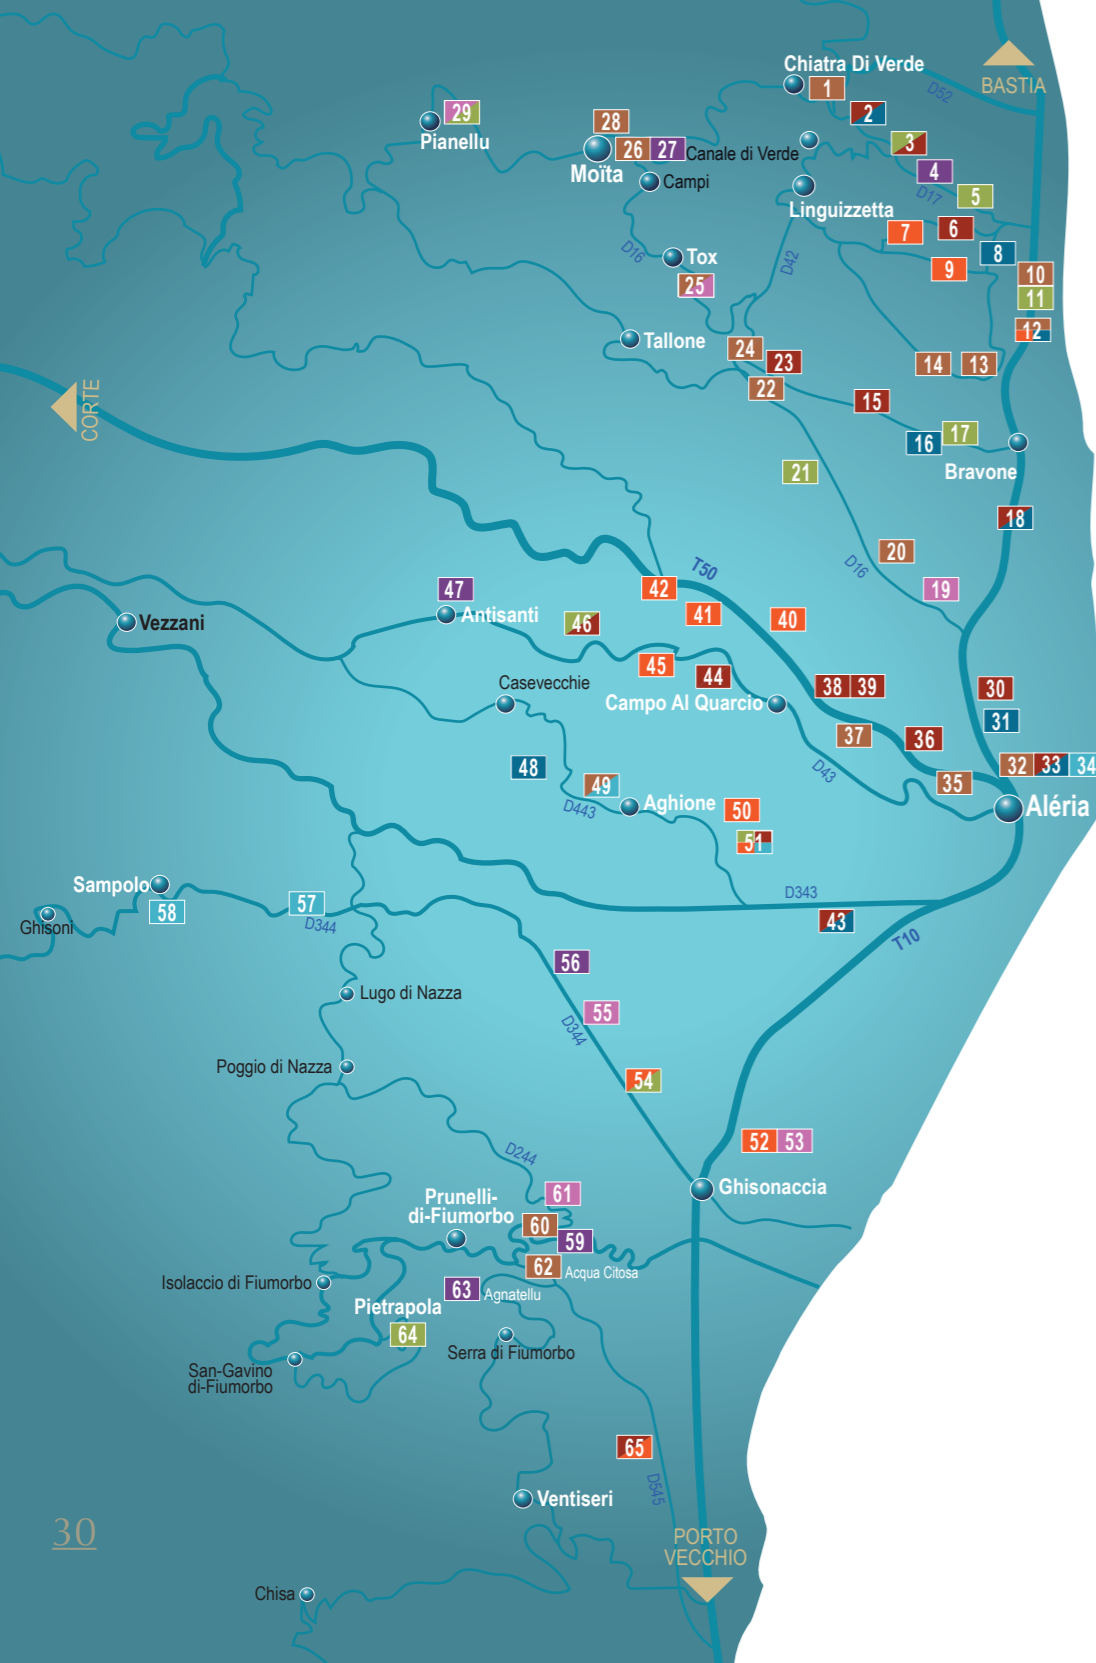 Chiatra Di Verde
1
BASTIA
D52
2
29
Pianellu
28
26
27
Moïta
Canale di Verde
3
Campi
4
D17
5
Linguizzetta
7
6
8
D16
Tox
D42
9
10
25
11
12
Tallone
24
23
14
13
22
CORTE
15
16
17
Bravone
21
18
20
D16
T50
19
47
Antisanti
42
41
40
Vezzani
46
45
44
Casevecchie
Campo Al Quarcio
38
39
30
31
37
36
48
D43
32
33
34
35
49
D443
Aghione
50
Aléria
51
Sampolo
58
57
D344
Ghisoni
D343
43
T10
56
Lugo di Nazza
55
D344
Poggio di Nazza
54
52
53
D244
Ghisonaccia
61
Prunelli-
di-Fiumorbo
60
59
62
Acqua Citosa
Isolaccio di Fiumorbo
63
Agnatellu
Pietrapola
64
Serra di Fiumorbo
San-Gavino
di-Fiumorbo
65
D545
Ventiseri
30
PORTO
VECCHIO
Chisa